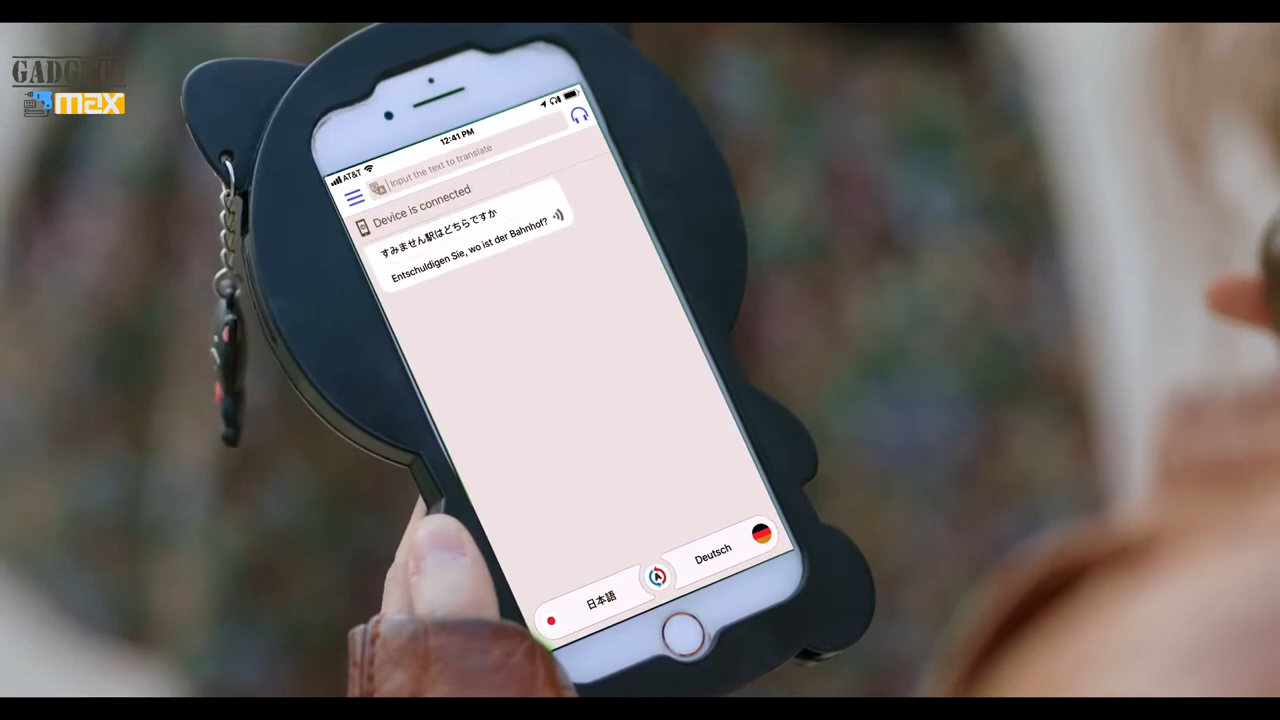 GADGETS
max
AT&T
12:41 PM
Input the text to translate
Device is connected
すみません駅はどちらですか
Entschuldigen Sie, wo ist der Bahnhof?
日本語
Deutsch